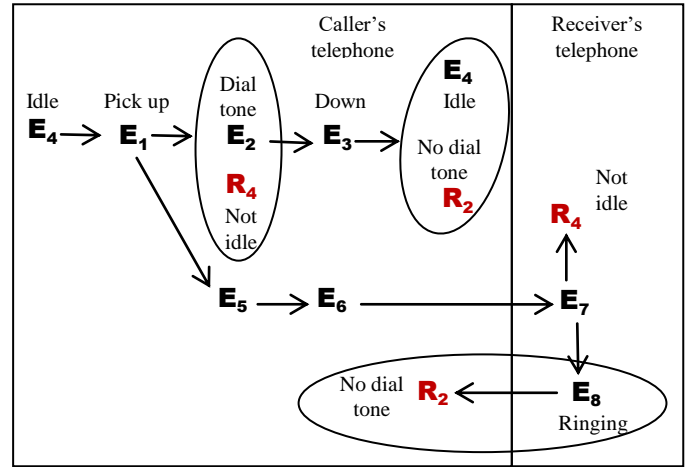 Caller's
telephone
Receiver's
telephone
Idle
Pick up
Dial
tone
Down
E4
Idle
E4
E1
E2
E3
No dial
tone
R4
Not
idle
R2
Not
idle
R4
E5
E6
E7
No dial
tone
R2
E8
Ringing